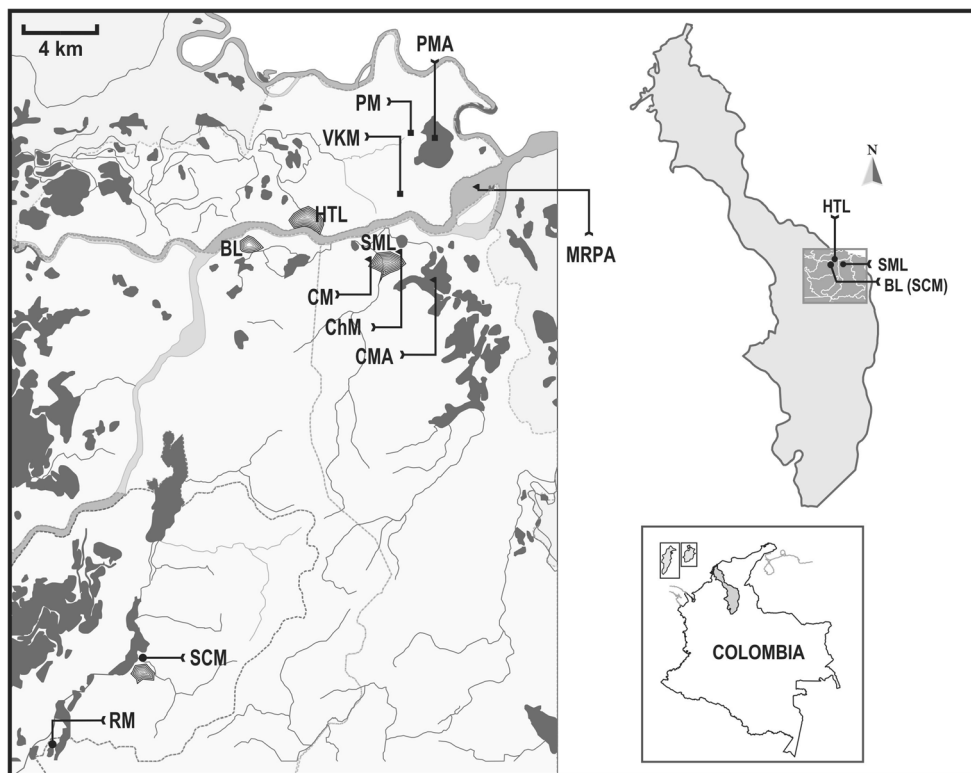 4 km
PMA
PM
VKM
HTL
BL
SML
MRPA
CM
ChM
CMA
SCM
RM
N
HTL
SML
BL (SCM)
COLOMBIA